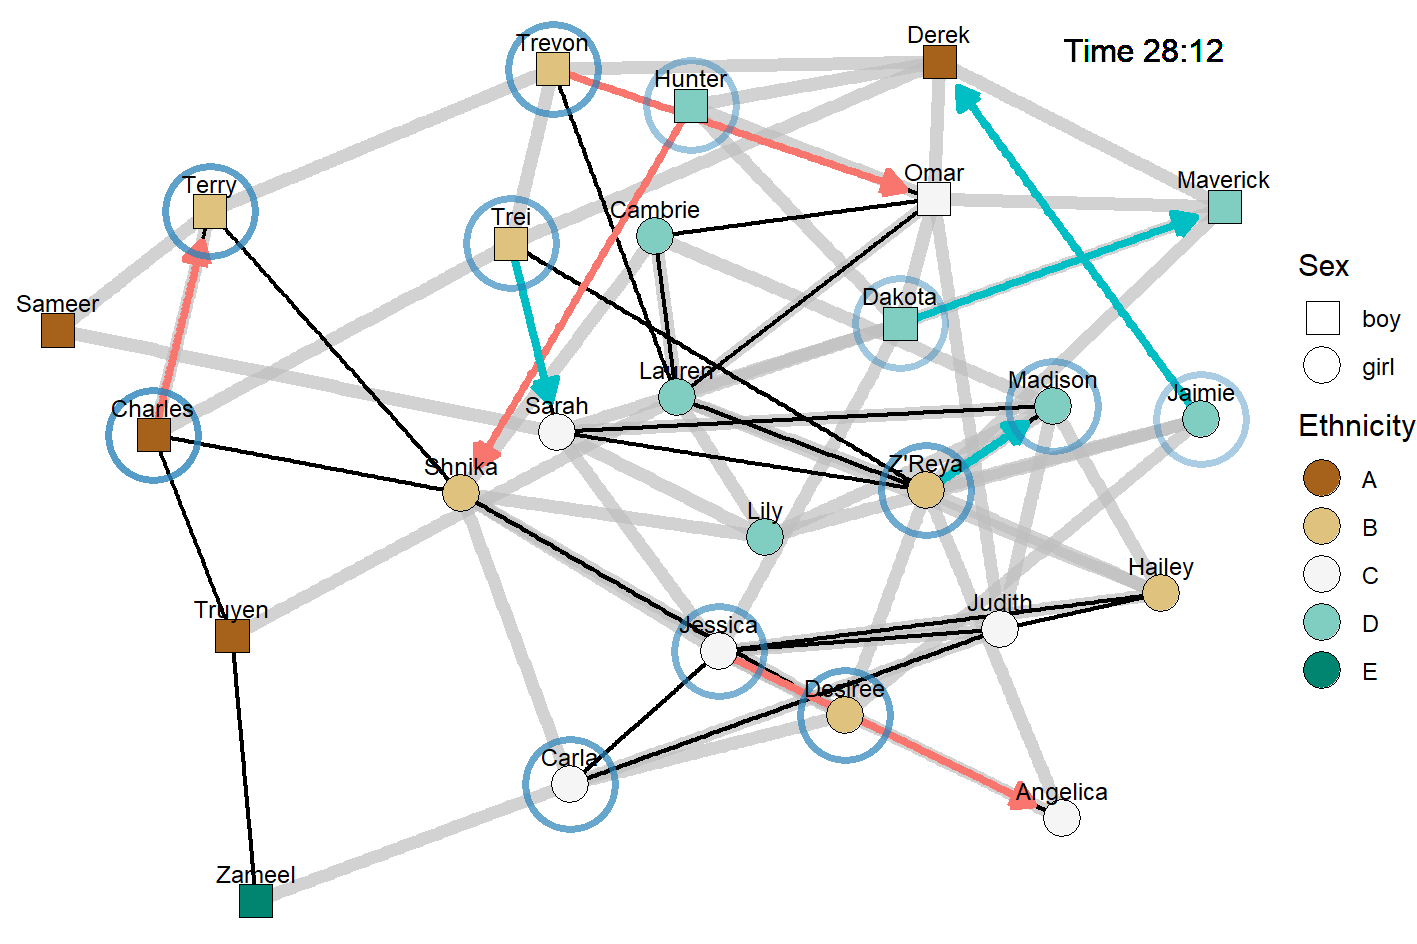 Derek
Trevon
Time 28:12
Hunter
Omar
Maverick
Terry
Trei
Cambrie
Sex
Sameer
Dakota
boy
girl
Lauren
Madison
Jaimie
Charles
Sarah
Ethnicity
Shnika
Z'Reya
A
Lily
B
Hailey
C
Truyen
Jessica
Judith
D
Desiree
E
Carla
Angelica
Zameel